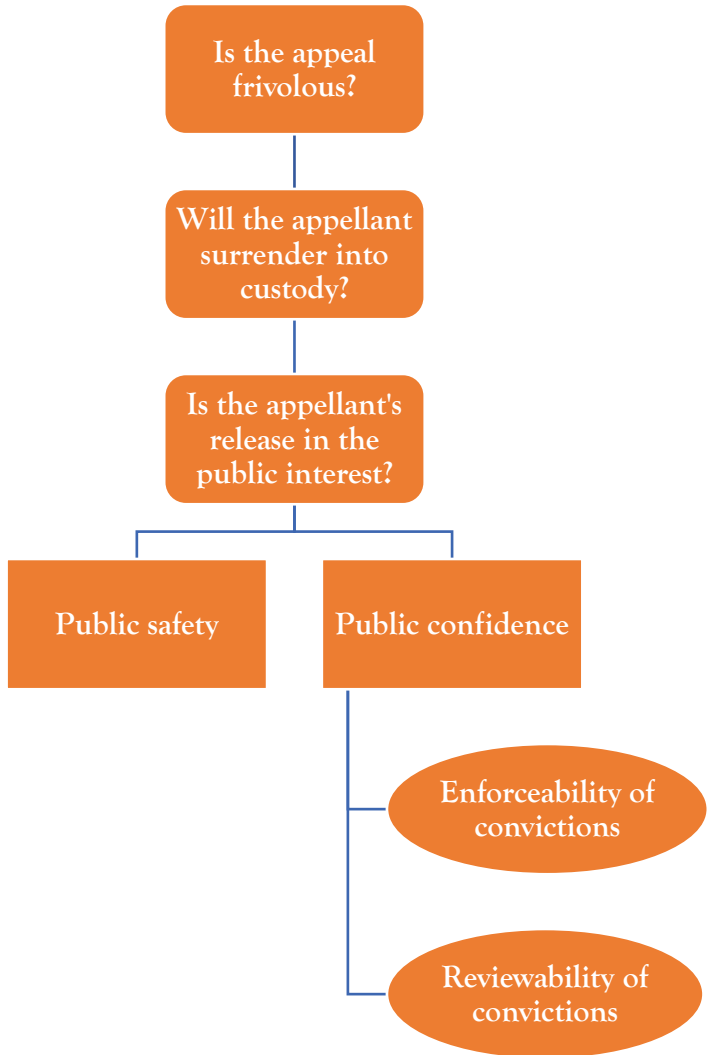 Is the appeal
frivolous?
Will the appellant
surrender into
custody?
Is the appellant's
release in the
public interest?
Public safety
Public confidence
Enforceability of
convictions
Reviewability of
convictions